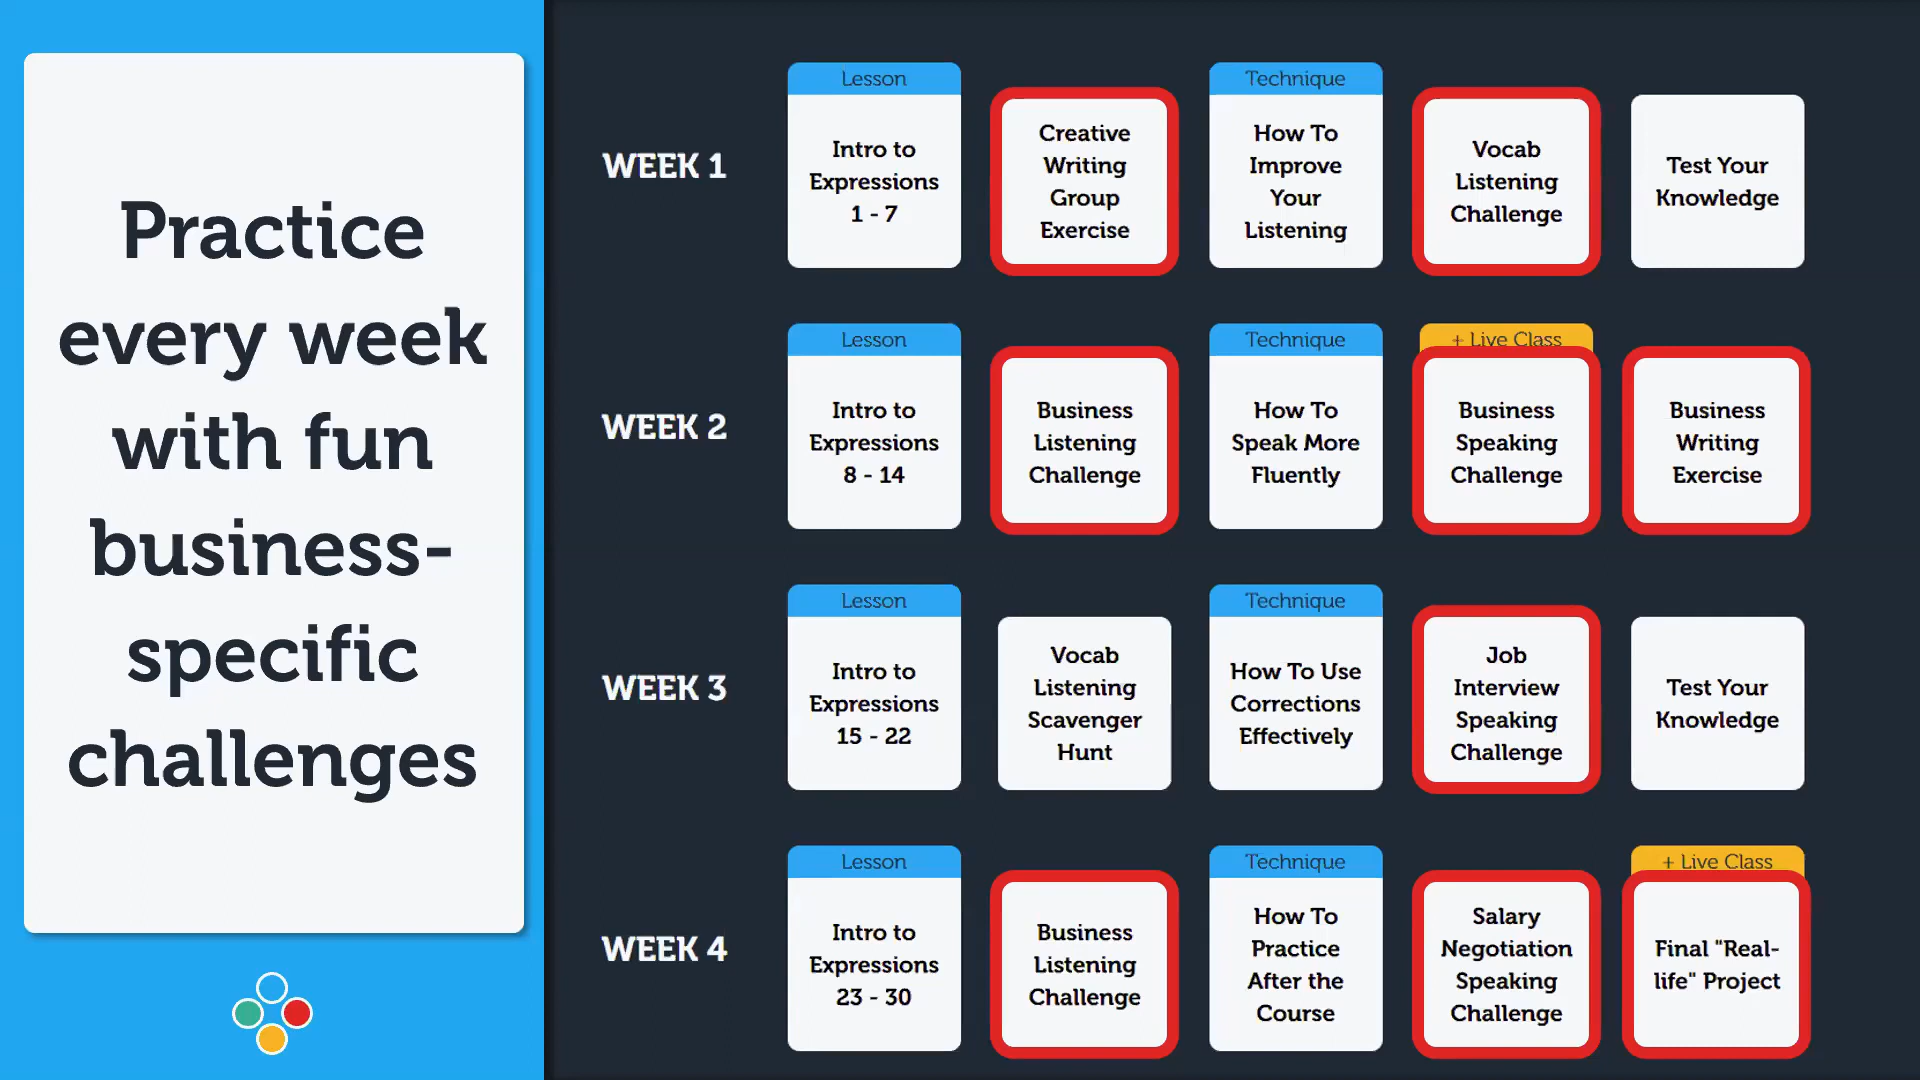 Practice
every week
with fun
business-
specific
challenges
WEEK 1
Lesson
Intro to
Expressions
1 - 7
Creative
Writing
Group
Exercise
Technique
How To
Improve
Your
Listening
Vocab
Listening
Challenge
Test Your
Knowledge
WEEK 2
Lesson
Intro to
Expressions
8 - 14
Business
Listening
Challenge
Technique
How To
Speak More
Fluently
+ Live Class
Business
Speaking
Challenge
Business
Writing
Exercise
WEEK 3
Lesson
Intro to
Expressions
15 - 22
Vocab
Listening
Scavenger
Hunt
Technique
How To Use
Corrections
Effectively
Job
Interview
Speaking
Challenge
Test Your
Knowledge
WEEK 4
Lesson
Intro to
Expressions
23 - 30
Business
Listening
Challenge
Technique
How To
Practice
After the
Course
Salary
Negotiation
Speaking
Challenge
+ Live Class
Final "Real-
life" Project